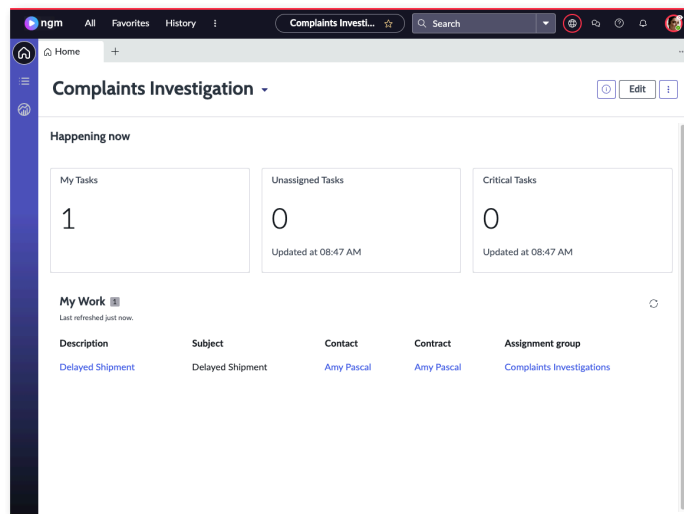 ngm All Favorites History Complaints Investi... Search
Home
Complaints Investigation
Edit
Happening now
My Tasks
1
Unassigned Tasks
0
Updated at 08:47 AM
Critical Tasks
0
Updated at 08:47 AM
My Work 1
Last refreshed just now.
Description Subject Contact Contract Assignment group
Delayed Shipment Delayed Shipment Amy Pascal Amy Pascal Complaints Investigations